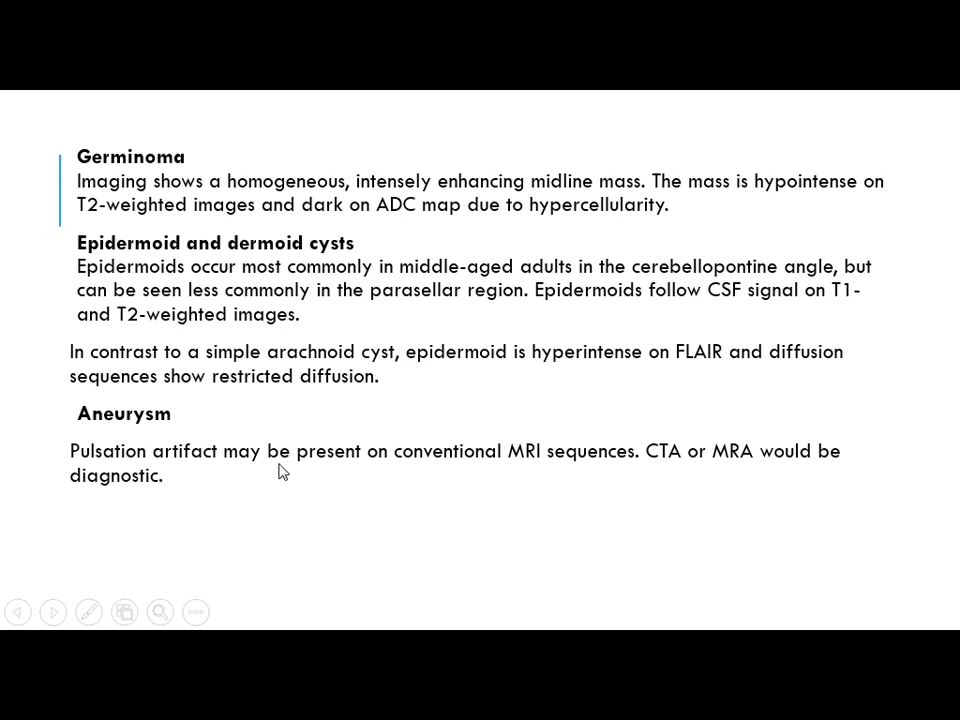 Germinoma
Imaging shows a homogeneous, intensely enhancing midline mass. The mass is hypointense on
T2-weighted images and dark on ADC map due to hypercellularity.
Epidermoid and dermoid cysts
Epidermoids occur most commonly in middle-aged adults in the cerebellopontine angle, but
can be seen less commonly in the parasellar region. Epidermoids follow CSF signal on T1-
and T2-weighted images.
In contrast to a simple arachnoid cyst, epidermoid is hyperintense on FLAIR and diffusion
sequences show restricted diffusion.
Aneurysm
Pulsation artifact may be present on conventional MRI sequences. CTA or MRA would be
diagnostic.